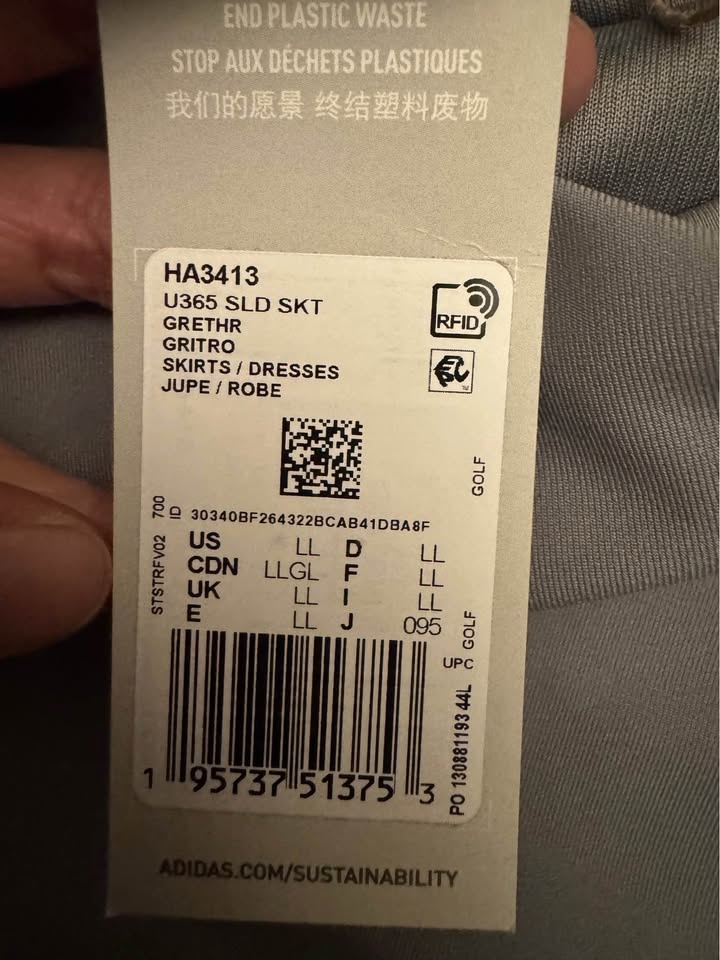 END PLASTIC WASTE
STOP AUX DÉCHETS PLASTIQUES
我们的愿景 终结塑料废物
HA3413
U365 SLD SKT
GRETHR
GRITRO
SKIRTS / DRESSES
JUPE / ROBE
RFID
GOLF
STSTRFV02 700
ID 30340BF264322BCAB41DBA8F
US LL D LL
CDN LLGL F LL
UK LL I LL
E LL J 095
UPC GOLF
PO 130881193 44L
1 95737 51375 3
ADIDAS.COM/SUSTAINABILITY